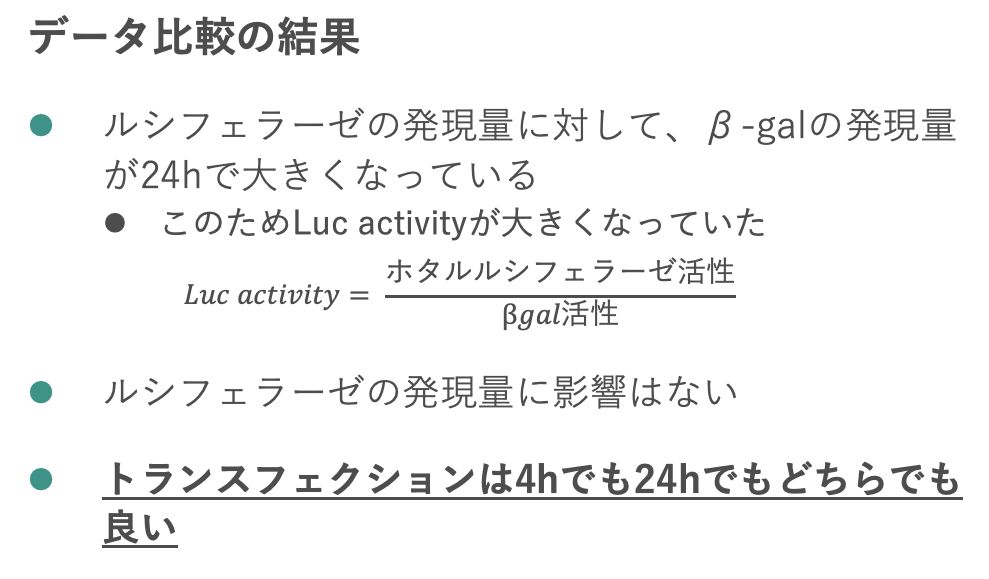 データ比較の結果
ルシフェラーゼの発現量に対して、β-galの発現量
が24hで大きくなっている
このためLuc activityが大きくなっていた
Luc activity = ホタルルシフェラーゼ活性
βgal活性
ルシフェラーゼの発現量に影響はない
トランスフェクションは4hでも24hでもどちらでも
良い